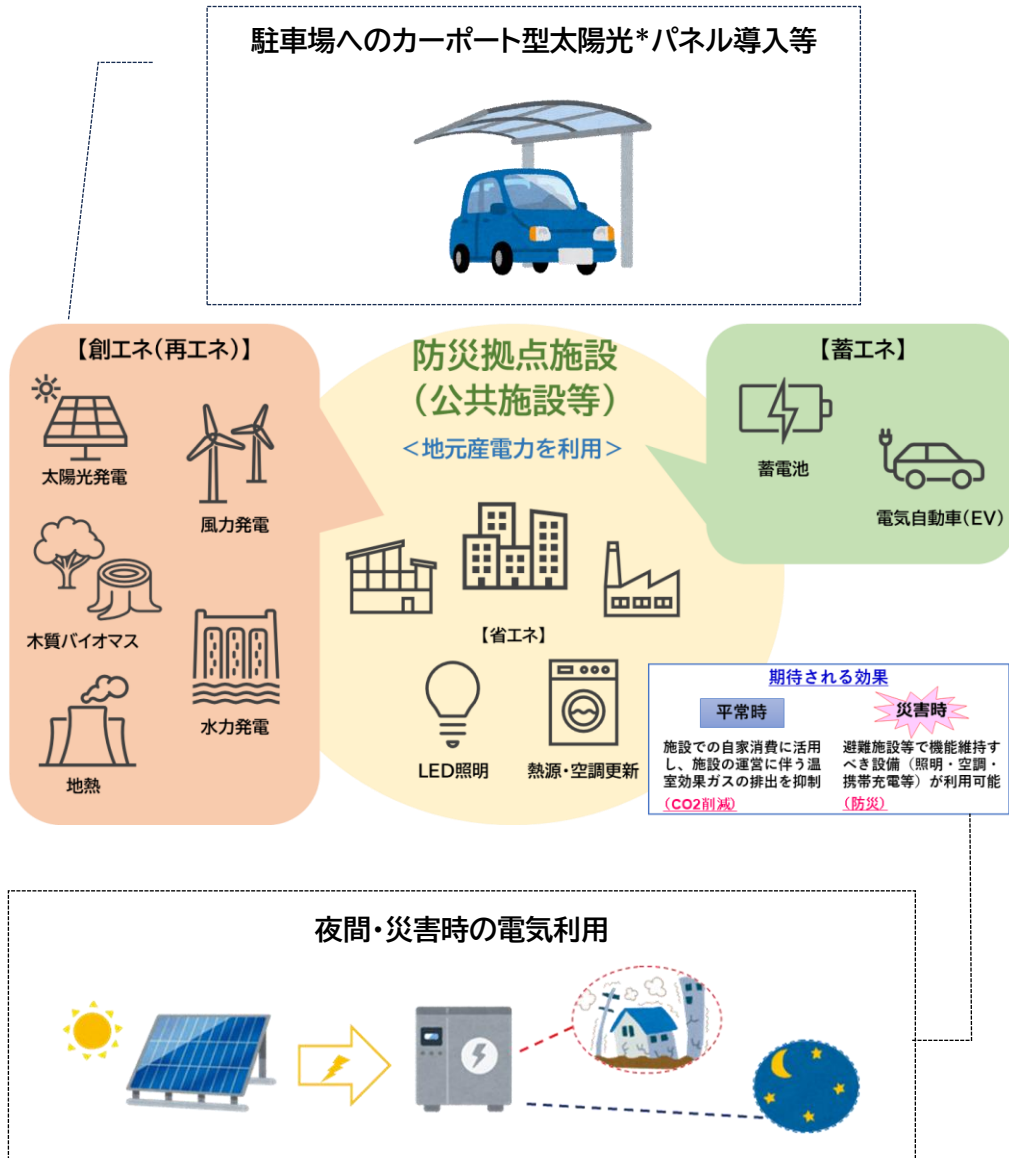 駐車場へのカーポート型太陽光*パネル導入等
【創エネ(再エネ)】
太陽光発電
風力発電
木質バイオマス
水力発電
地熱
防災拠点施設
(公共施設等)
<地元産電力を利用>
【省エネ】
LED照明
熱源・空調更新
【蓄エネ】
蓄電池
電気自動車(EV)
期待される効果
平常時
施設での自家消費に活用
し、施設の運営に伴う温
室効果ガスの排出を抑制
(CO2削減)
災害時
避難施設等で機能維持す
べき設備（照明・空調・
携帯充電等）が利用可能
(防災)
夜間・災害時の電気利用